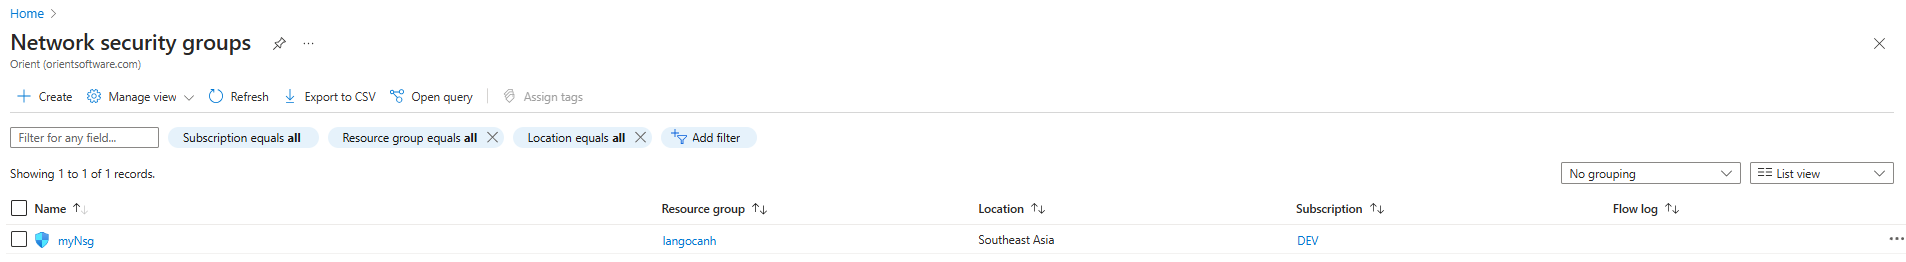 Home
Network security groups
Orient (orientsoftware.com)
Create Manage view Refresh Export to CSV Open query Assign tags
Filter for any field... Subscription equals all Resource group equals all Location equals all Add filter
Showing 1 to 1 of 1 records. No grouping List view
Name Resource group Location Subscription Flow log
myNsg langocanh Southeast Asia DEV